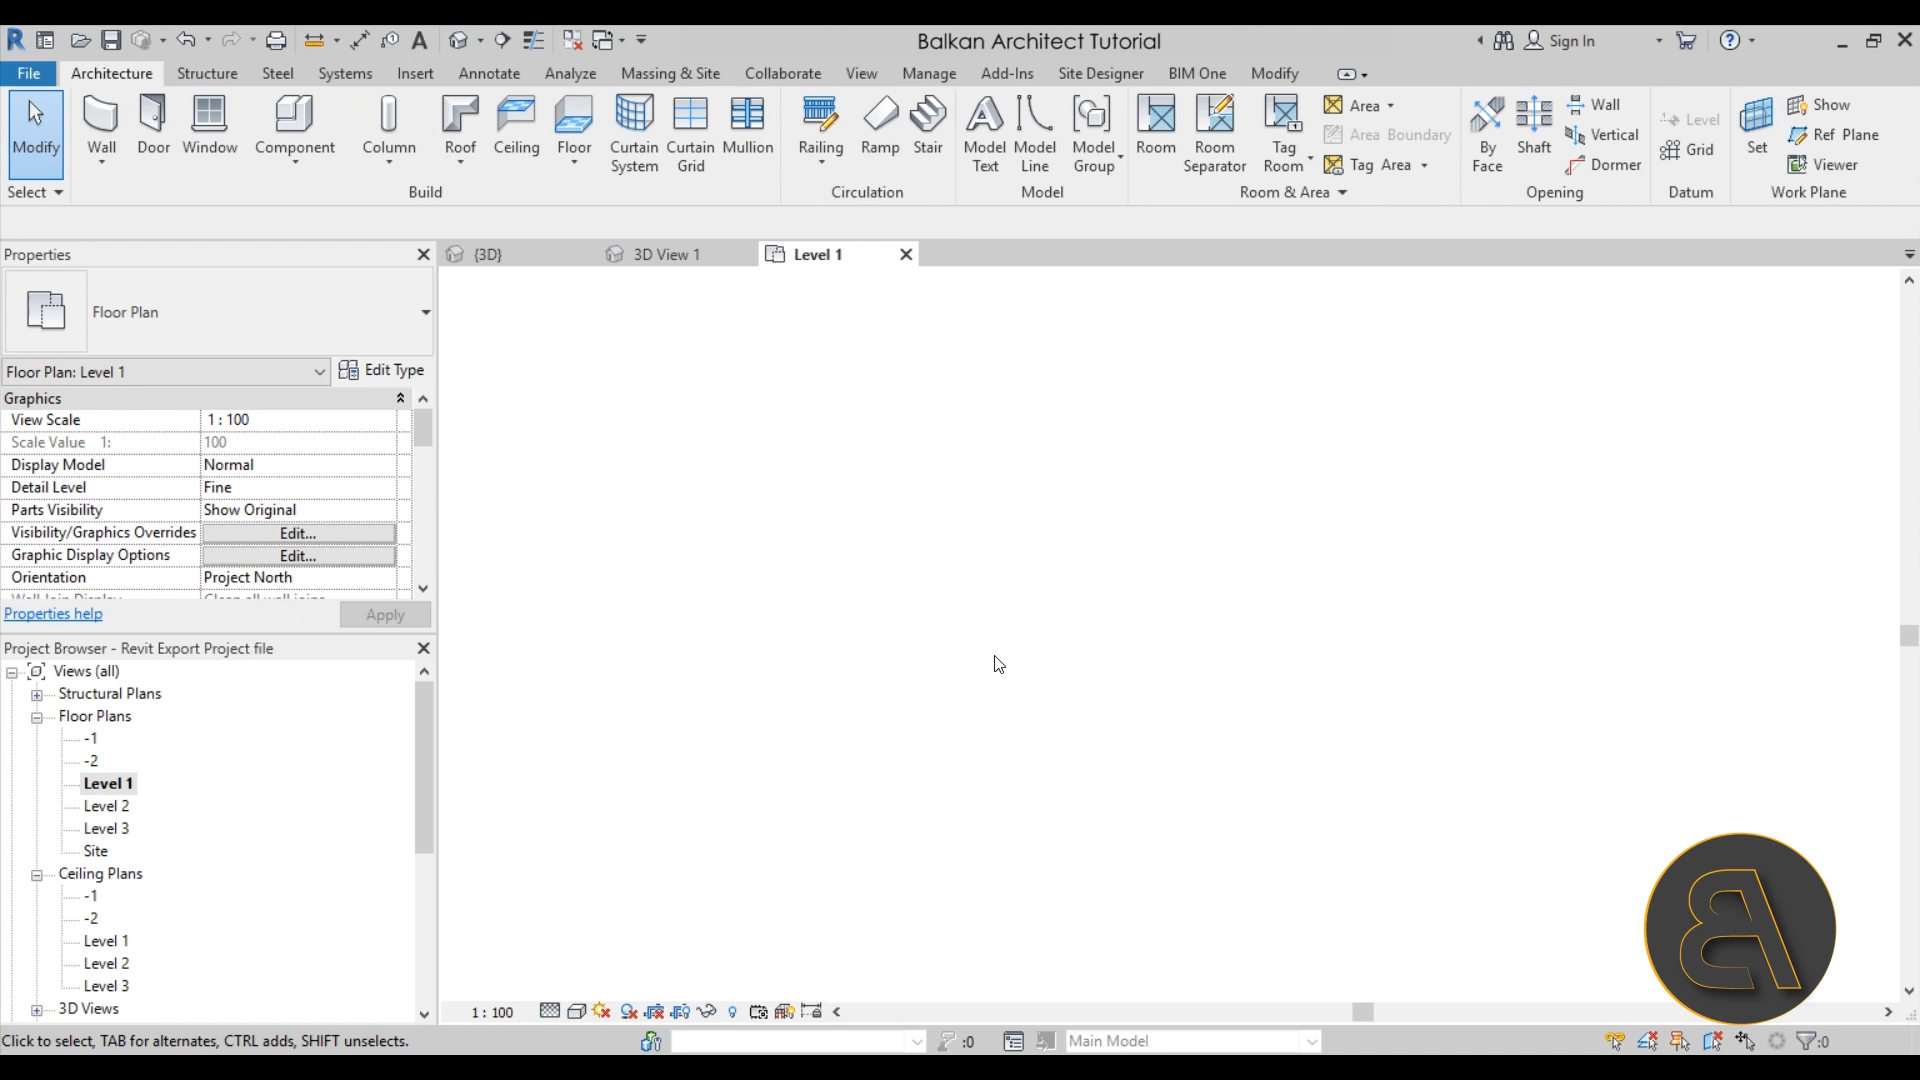 Balkan Architect Tutorial
Sign In
File Architecture Structure Steel Systems Insert Annotate Analyze Massing & Site Collaborate View Manage Add-Ins Site Designer BIM One Modify
Modify
Wall
Door
Window
Component
Column
Roof
Ceiling
Floor
Curtain System
Curtain Grid
Mullion
Railing
Ramp
Stair
Model Text
Model Line
Model Group
Room
Room Separator
Tag Room
Area
Area Boundary
Tag Area
By Face
Shaft
Wall
Vertical
Dormer
Level
Grid
Set
Show
Ref Plane
Viewer
Select
Build
Circulation
Model
Room & Area
Opening
Datum
Work Plane
Properties
{3D}
3D View 1
Level 1
Floor Plan
Floor Plan: Level 1
Edit Type
Graphics
View Scale 1 : 100
Scale Value 1: 100
Display Model Normal
Detail Level Fine
Parts Visibility Show Original
Visibility/Graphics Overrides Edit...
Graphic Display Options Edit...
Orientation Project North
Properties help
Apply
Project Browser - Revit Export Project file
Views (all)
Structural Plans
Floor Plans
-1
-2
Level 1
Level 2
Level 3
Site
Ceiling Plans
-1
-2
Level 1
Level 2
Level 3
3D Views
1 : 100
Click to select, TAB for alternates, CTRL adds, SHIFT unselects.
:0
Main Model
:0